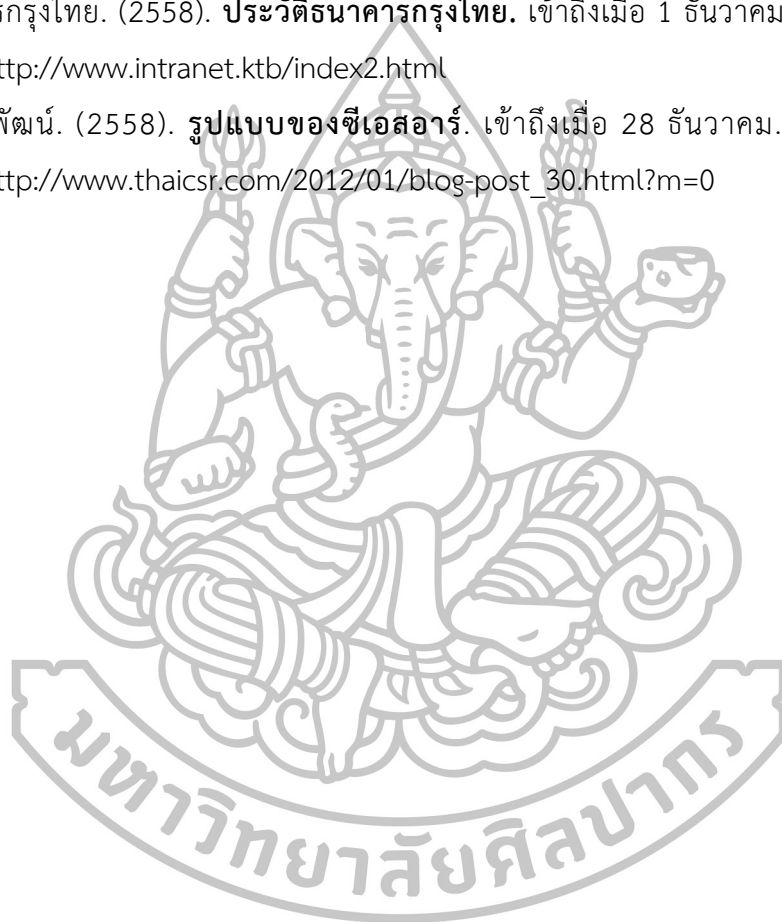 รกรุงไทย. (2558). ประวัติธนาคารกรุงไทย. เข้าถึงเมื่อ 1 ธันวาคม
ttp://www.intranet.ktb/index2.html
พัฒน์. (2558). รูปแบบของซีเอสอาร์. เข้าถึงเมื่อ 28 ธันวาคม.
ttp://www.thaicsr.com/2012/01/blog-post_30.html?m=0
มหาวิทยาลัยศิลปากร